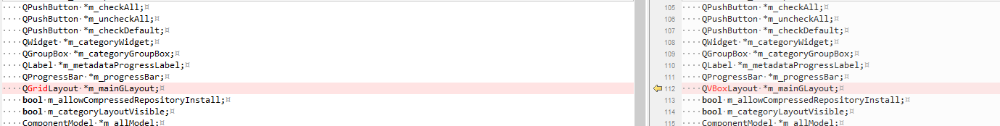 QPushButton *m_checkAll;
QPushButton *m_uncheckAll;
QPushButton *m_checkDefault;
QWidget *m_categoryWidget;
QGroupBox *m_categoryGroupBox;
QLabel *m_metadataProgressLabel;
QProgressBar *m_progressBar;
QGridLayout *m_mainGLayout;
bool m_allowCompressedRepositoryInstall;
bool m_categoryLayoutVisible;
ComponentModel *m_allModel;
105 QPushButton *m_checkAll;
106 QPushButton *m_uncheckAll;
107 QPushButton *m_checkDefault;
108 QWidget *m_categoryWidget;
109 QGroupBox *m_categoryGroupBox;
110 QLabel *m_metadataProgressLabel;
111 QProgressBar *m_progressBar;
112 QVBoxLayout *m_mainGLayout;
113 bool m_allowCompressedRepositoryInstall;
114 bool m_categoryLayoutVisible;
115 ComponentModel *m_allModel;